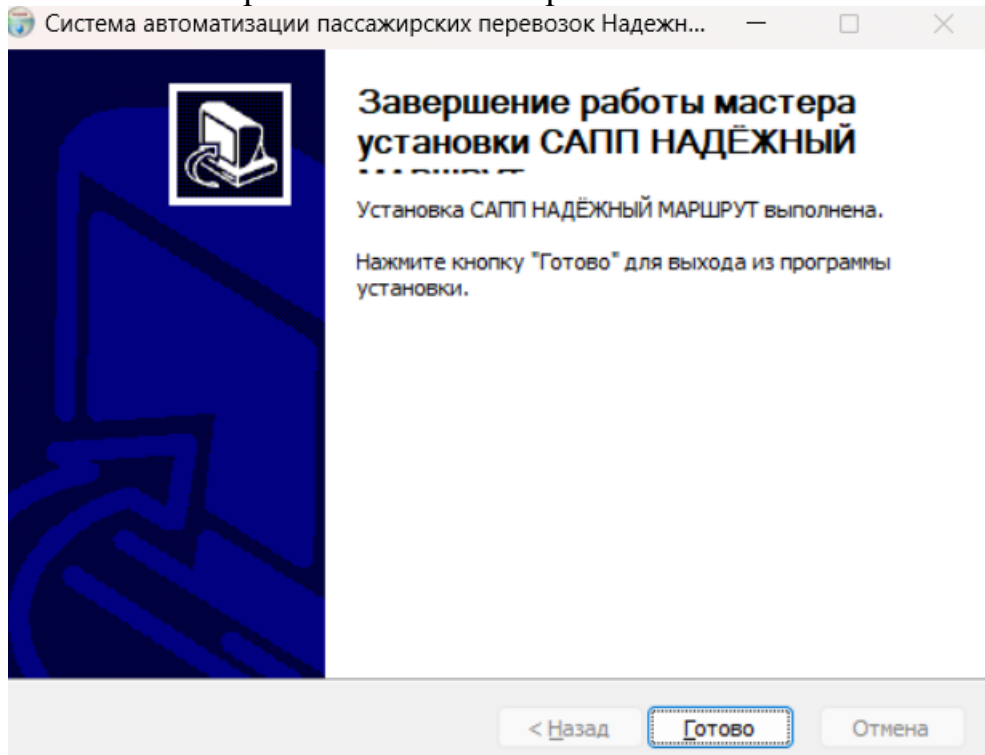 Система автоматизации пассажирских перевозок Надежн...
Завершение работы мастера
установки САПП НАДЁЖНЫЙ
Установка САПП НАДЁЖНЫЙ МАРШРУТ выполнена.
Нажмите кнопку "Готово" для выхода из программы
установки.
< Назад Готово Отмена